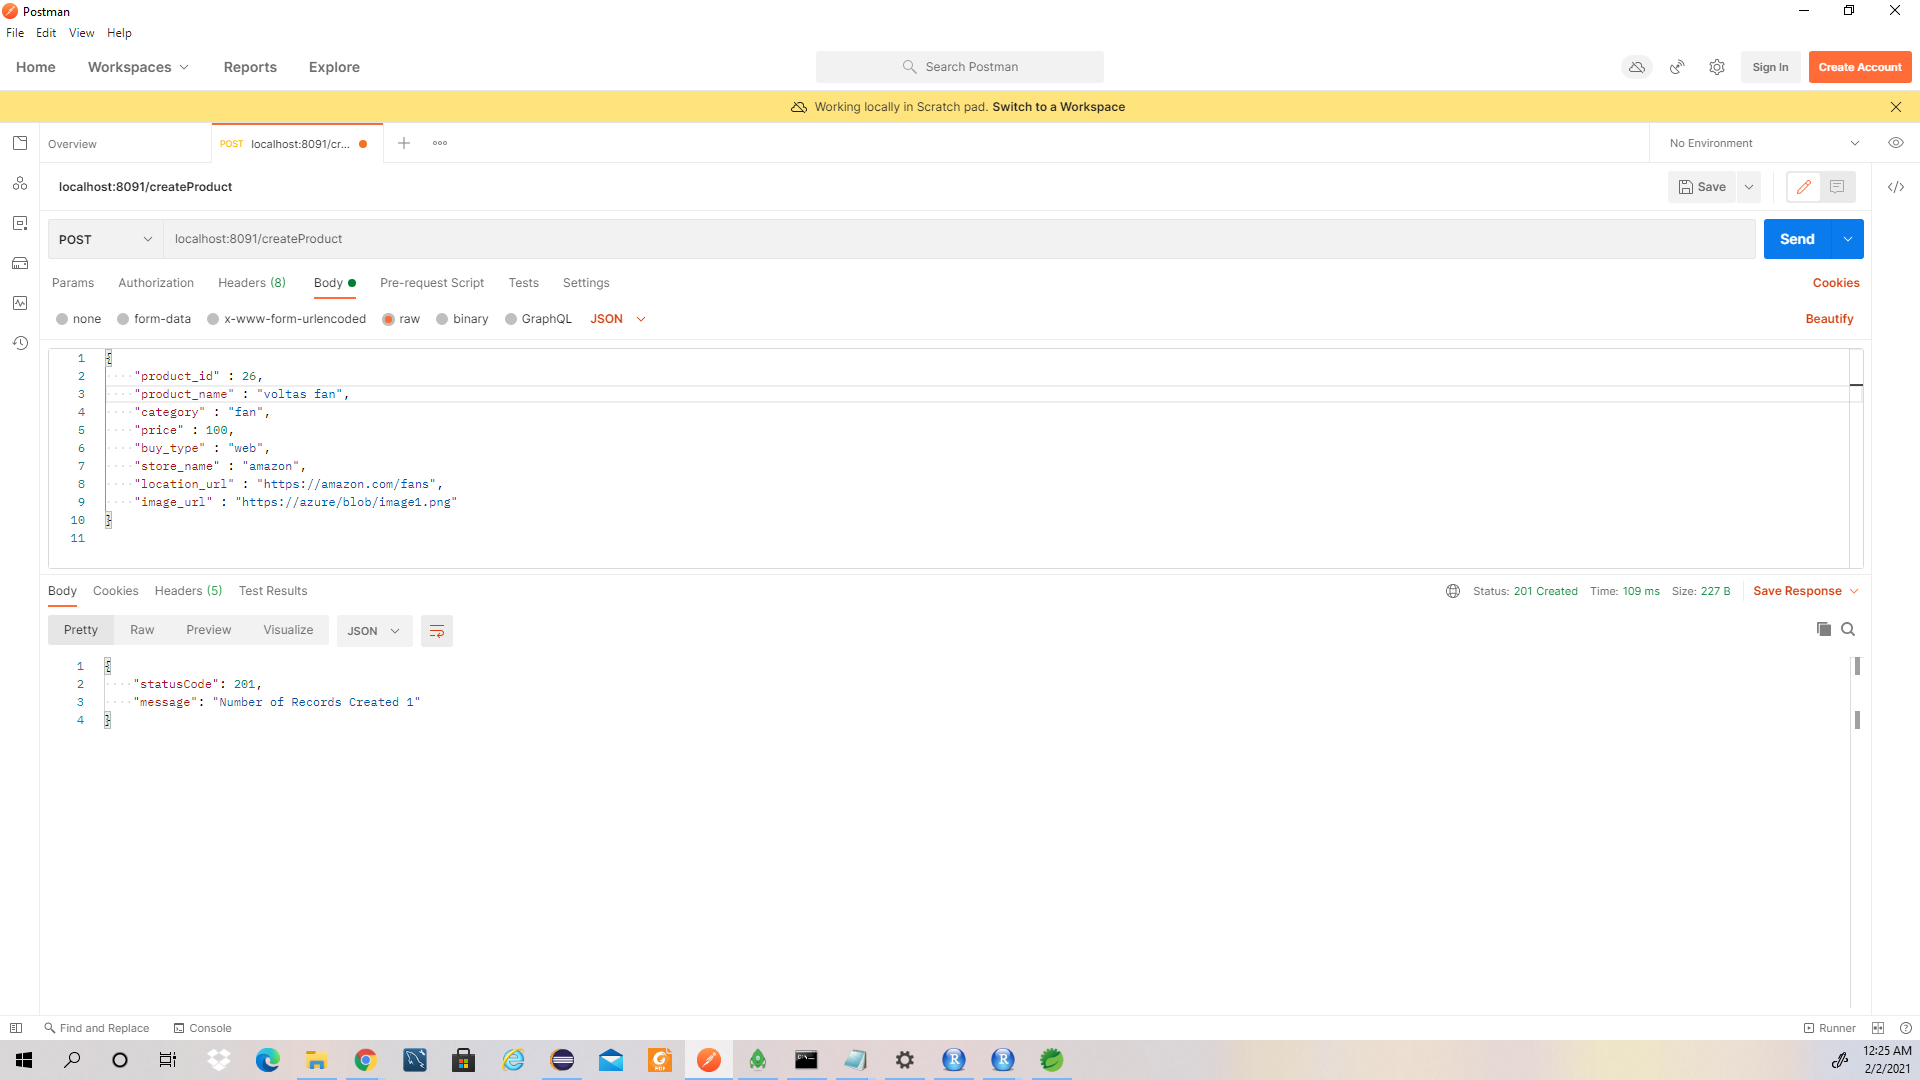 Postman
File Edit View Help
Home Workspaces Reports Explore Search Postman Sign In Create Account
Working locally in Scratch pad. Switch to a Workspace
Overview POST localhost:8091/cr... No Environment
localhost:8091/createProduct Save
POST localhost:8091/createProduct Send
Params Authorization Headers (8) Body Pre-request Script Tests Settings Cookies
none form-data x-www-form-urlencoded raw binary GraphQL JSON Beautify
1 {
2 "product_id" : 26,
3 "product_name" : "voltas fan",
4 "category" : "fan",
5 "price" : 100,
6 "buy_type" : "web",
7 "store_name" : "amazon",
8 "location_url" : "https://amazon.com/fans",
9 "image_url" : "https://azure/blob/image1.png"
10 }
11
Body Cookies Headers (5) Test Results Status: 201 Created Time: 109 ms Size: 227 B Save Response
Pretty Raw Preview Visualize JSON
1 {
2 "statusCode": 201,
3 "message": "Number of Records Created 1"
4 }
Find and Replace Console Runner
12:25 AM
2/2/2021